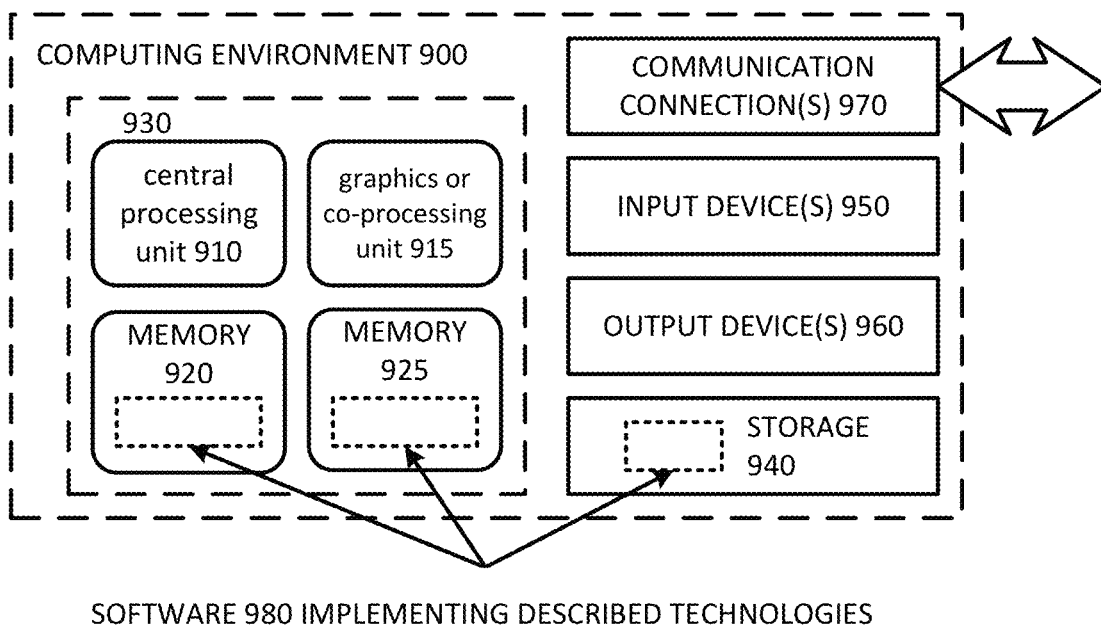 COMPUTING ENVIRONMENT 900
930
central
processing
unit 910
graphics or
co-processing
unit 915
MEMORY
920
MEMORY
925
COMMUNICATION
CONNECTION(S) 970
INPUT DEVICE(S) 950
OUTPUT DEVICE(S) 960
STORAGE
940
SOFTWARE 980 IMPLEMENTING DESCRIBED TECHNOLOGIES